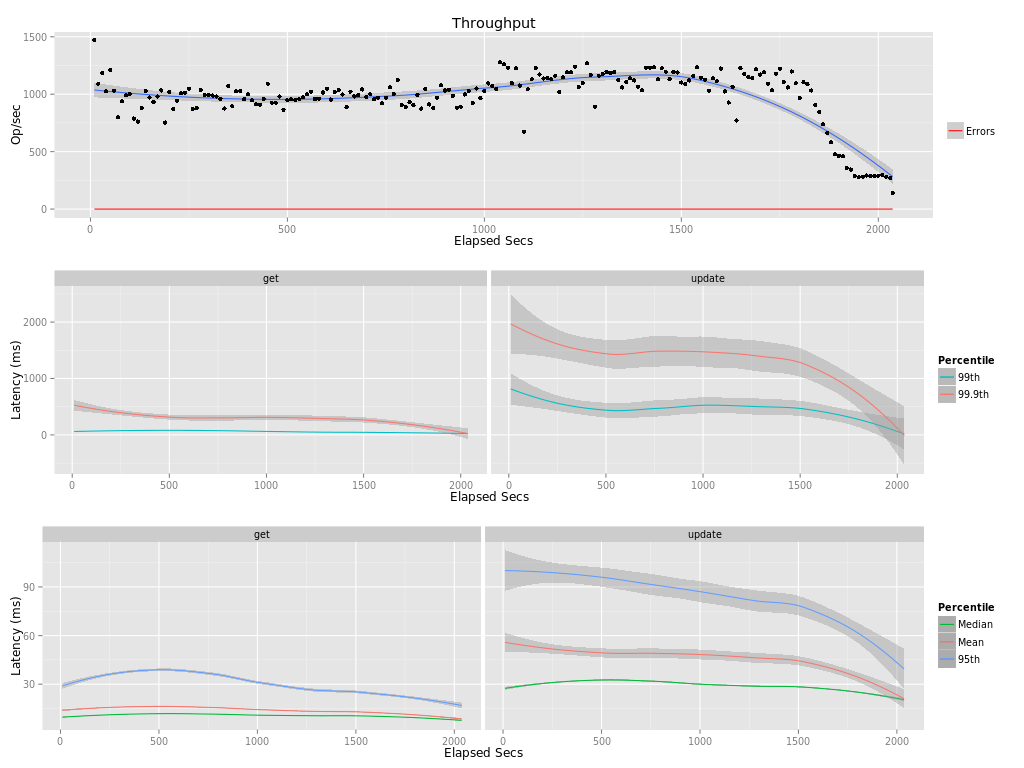 Throughput
1500
1000
500
0
Op/sec
0 500 1000 1500 2000
Elapsed Secs
Errors
get update
2000
1000
0
Latency (ms)
0 500 1000 1500 2000 0 500 1000 1500 2000
Elapsed Secs
Percentile
99th
99.9th
get update
90
60
30
Latency (ms)
0 500 1000 1500 2000 0 500 1000 1500 2000
Elapsed Secs
Percentile
Median
Mean
95th